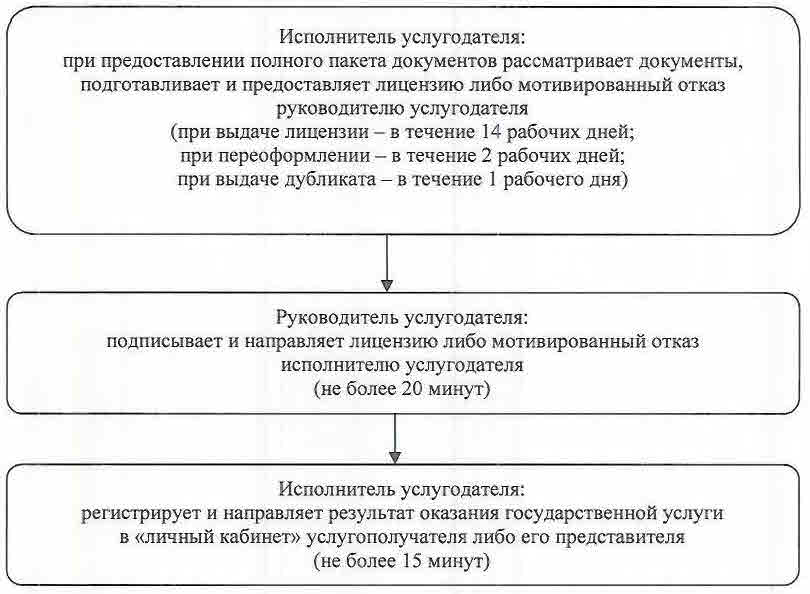 Исполнитель услугодателя:
при предоставлении полного пакета документов рассматривает документы,
подготавливает и предоставляет лицензию либо мотивированный отказ
руководителю услугодателя
(при выдаче лицензии – в течение 14 рабочих дней;
при переоформлении – в течение 2 рабочих дней;
при выдаче дубликата – в течение 1 рабочего дня)
Руководитель услугодателя:
подписывает и направляет лицензию либо мотивированный отказ
исполнителю услугодателя
(не более 20 минут)
Исполнитель услугодателя:
регистрирует и направляет результат оказания государственной услуги
в «личный кабинет» услугополучателя либо его представителя
(не более 15 минут)